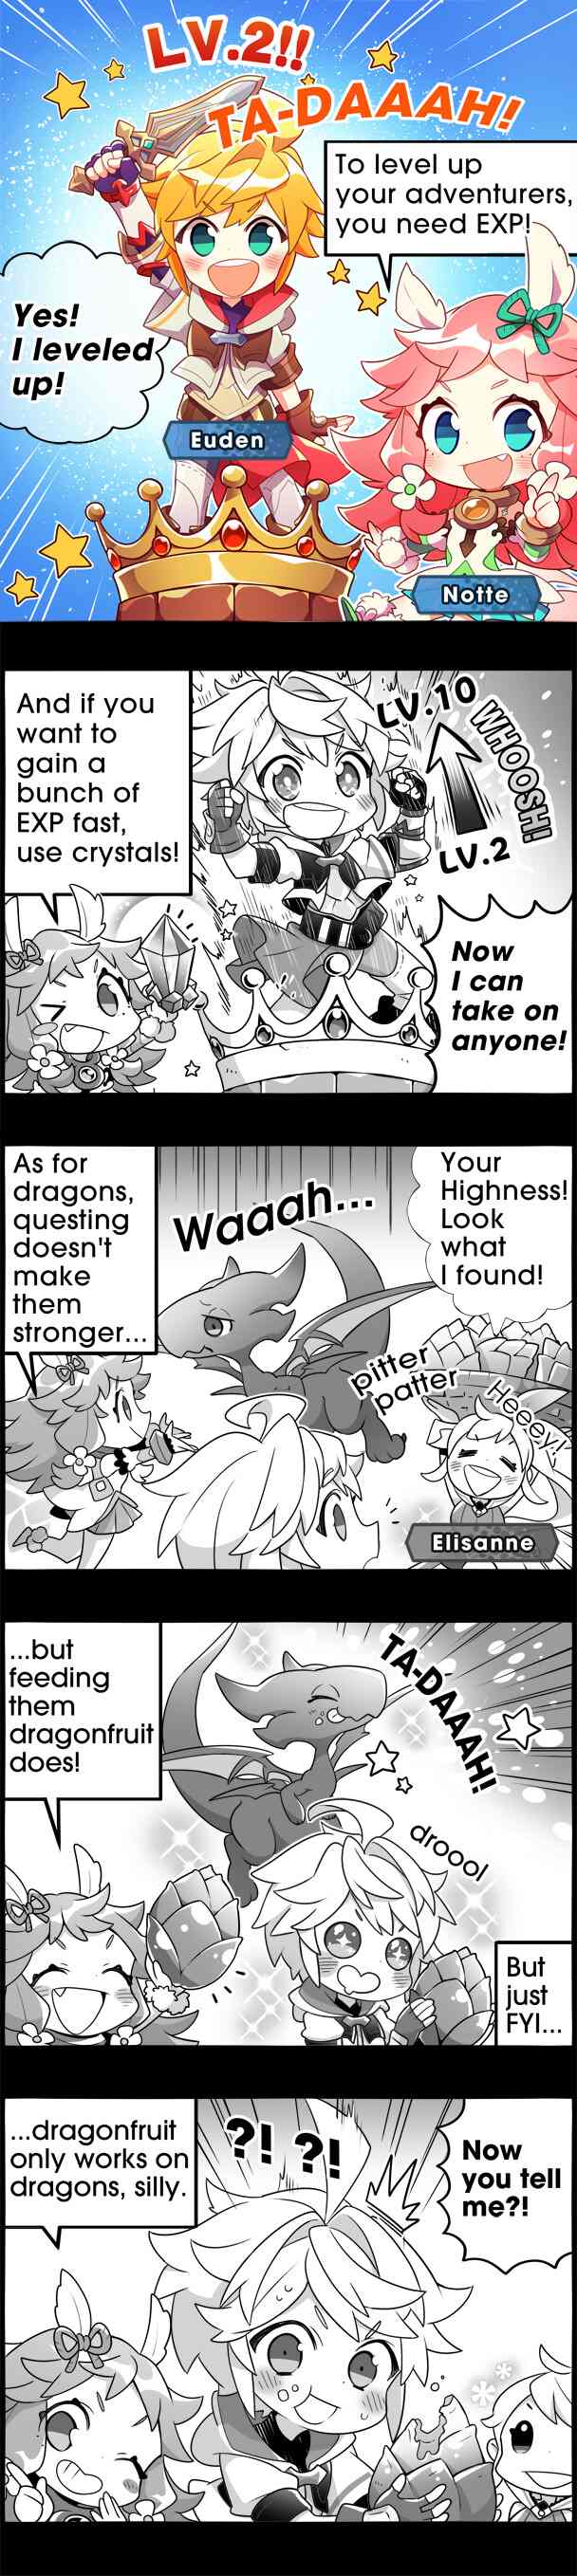 LV.2!!
TA-DAAAH!
To level up
your adventurers,
you need EXP!
Yes!
I leveled
up!
Euden
Notte
And if you
want to
gain a
bunch of
EXP fast,
use crystals!
LV.10
WHOOSH!
LV.2
Now
I can
take on
anyone!
As for
dragons,
questing
doesn't
make
them
stronger...
Waaah...
Your
Highness!
Look
what
I found!
pitter
patter
Heeey!
Elisanne
...but
feeding
them
dragonfruit
does!
TA-DAAAH!
droool
But
just
FYI...
...dragonfruit
only works on
dragons, silly.
?! ?!
Now
you tell
me?!